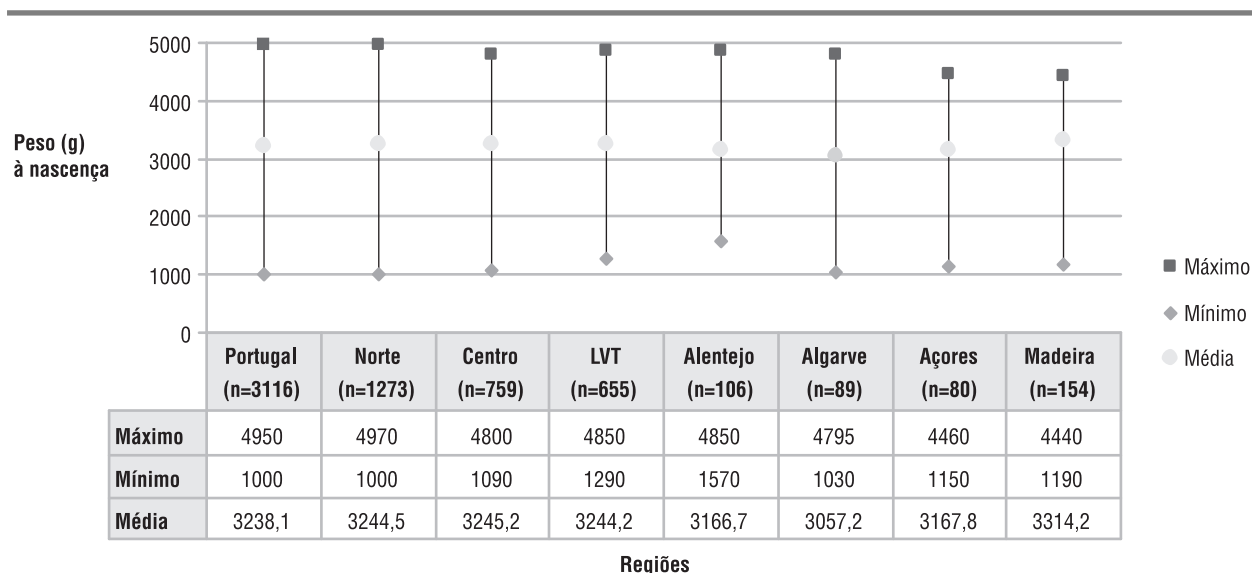 5000
4000
Peso (g)
à nascença
3000
2000
1000
0
Máximo
Mínimo
Média
Portugal Norte Centro LVT Alentejo Algarve Açores Madeira
(n=3116) (n=1273) (n=759) (n=655) (n=106) (n=89) (n=80) (n=154)
Máximo 4950 4970 4800 4850 4850 4795 4460 4440
Mínimo 1000 1000 1090 1290 1570 1030 1150 1190
Média 3238,1 3244,5 3245,2 3244,2 3166,7 3057,2 3167,8 3314,2
Regiões